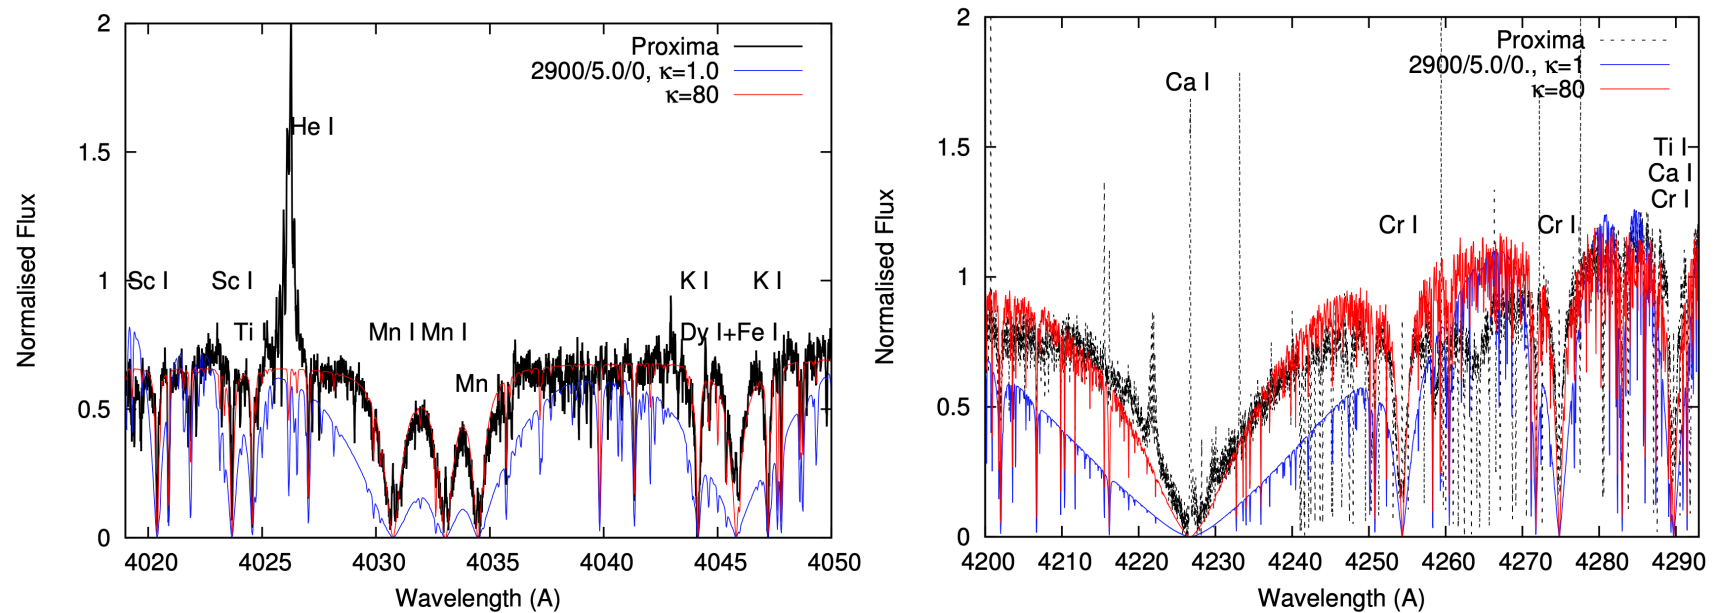 2
1.5
1
0.5
0
Normalised Flux
Proxima
2900/5.0/0, κ=1.0
κ=80
He I
Sc I
Sc I
K I
K I
Ti I
Mn I
Mn I
Dy I+Fe I
Mn I
4020
4025
4030
4035
4040
4045
4050
Wavelength (A)
2
1.5
1
0.5
0
Normalised Flux
Proxima
2900/5.0/0., κ=1
κ=80
Ca I
Ti I
Ca I
Cr I
Cr I
Cr I
4200
4210
4220
4230
4240
4250
4260
4270
4280
4290
Wavelength (A)